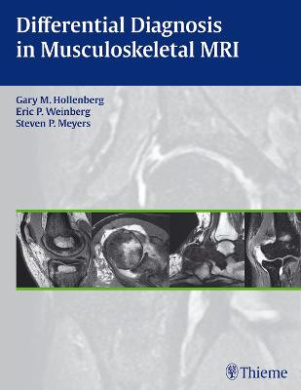 Differential Diagnosis
in Musculoskeletal MRI
Gary M. Hollenberg
Eric P. Weinberg
Steven P. Meyers
Thieme